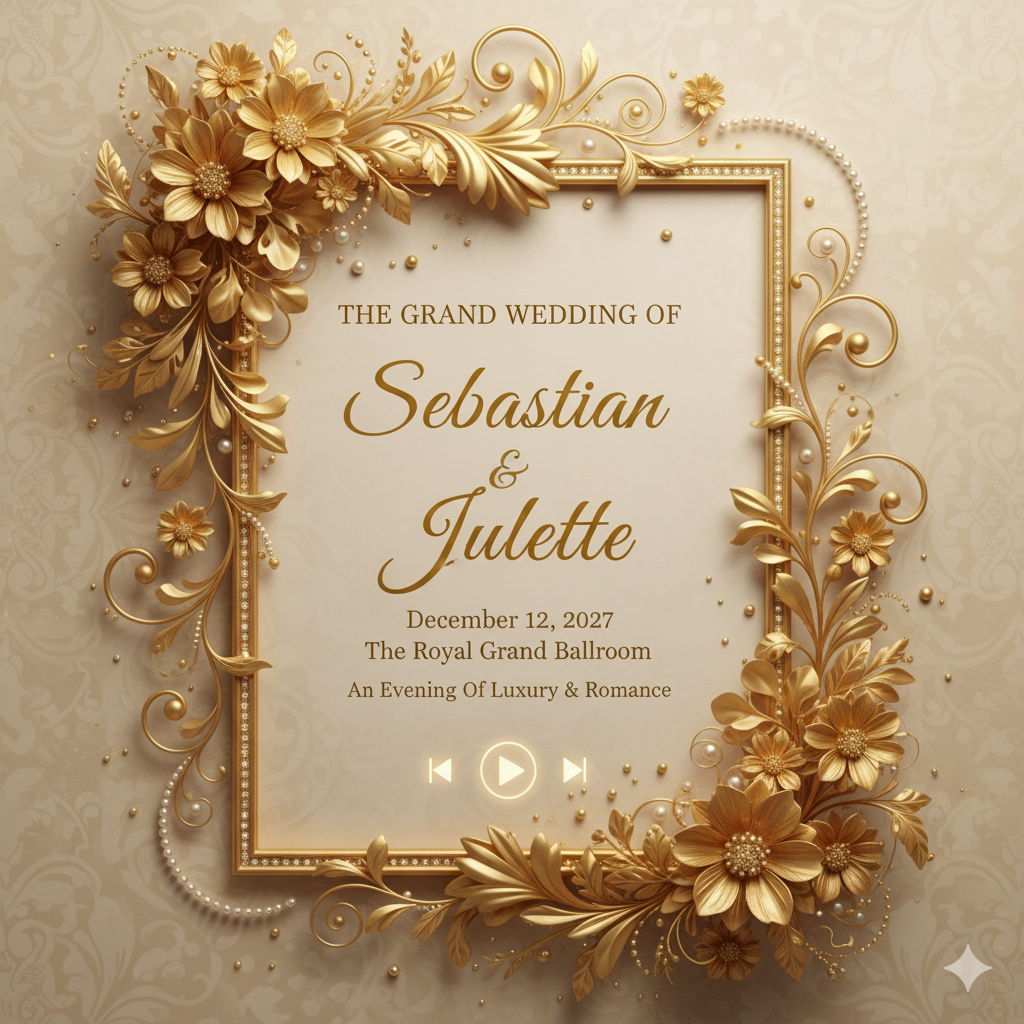 THE GRAND WEDDING OF
Sebastian
&
Julette
December 12, 2027
The Royal Grand Ballroom
An Evening Of Luxury & Romance